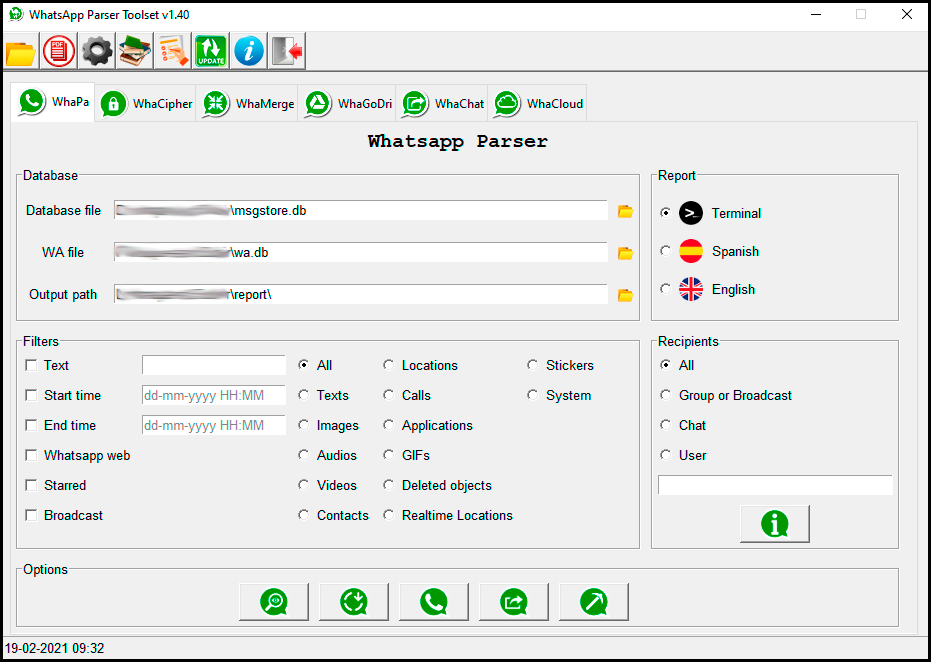 WhatsApp Parser Toolset v1.40
PDF
UPDATE
WhaPa WhaCipher WhaMerge WhaGoDri WhaChat WhaCloud
Whatsapp Parser
Database
Database file \msgstore.db
WA file \wa.db
Output path \report\
Report
Terminal
Spanish
English
Filters
Text All Locations Stickers
Start time dd-mm-yyyy HH:MM Texts Calls System
End time dd-mm-yyyy HH:MM Images Applications
Whatsapp web Audios GIFs
Starred Videos Deleted objects
Broadcast Contacts Realtime Locations
Recipients
All
Group or Broadcast
Chat
User
Options
19-02-2021 09:32